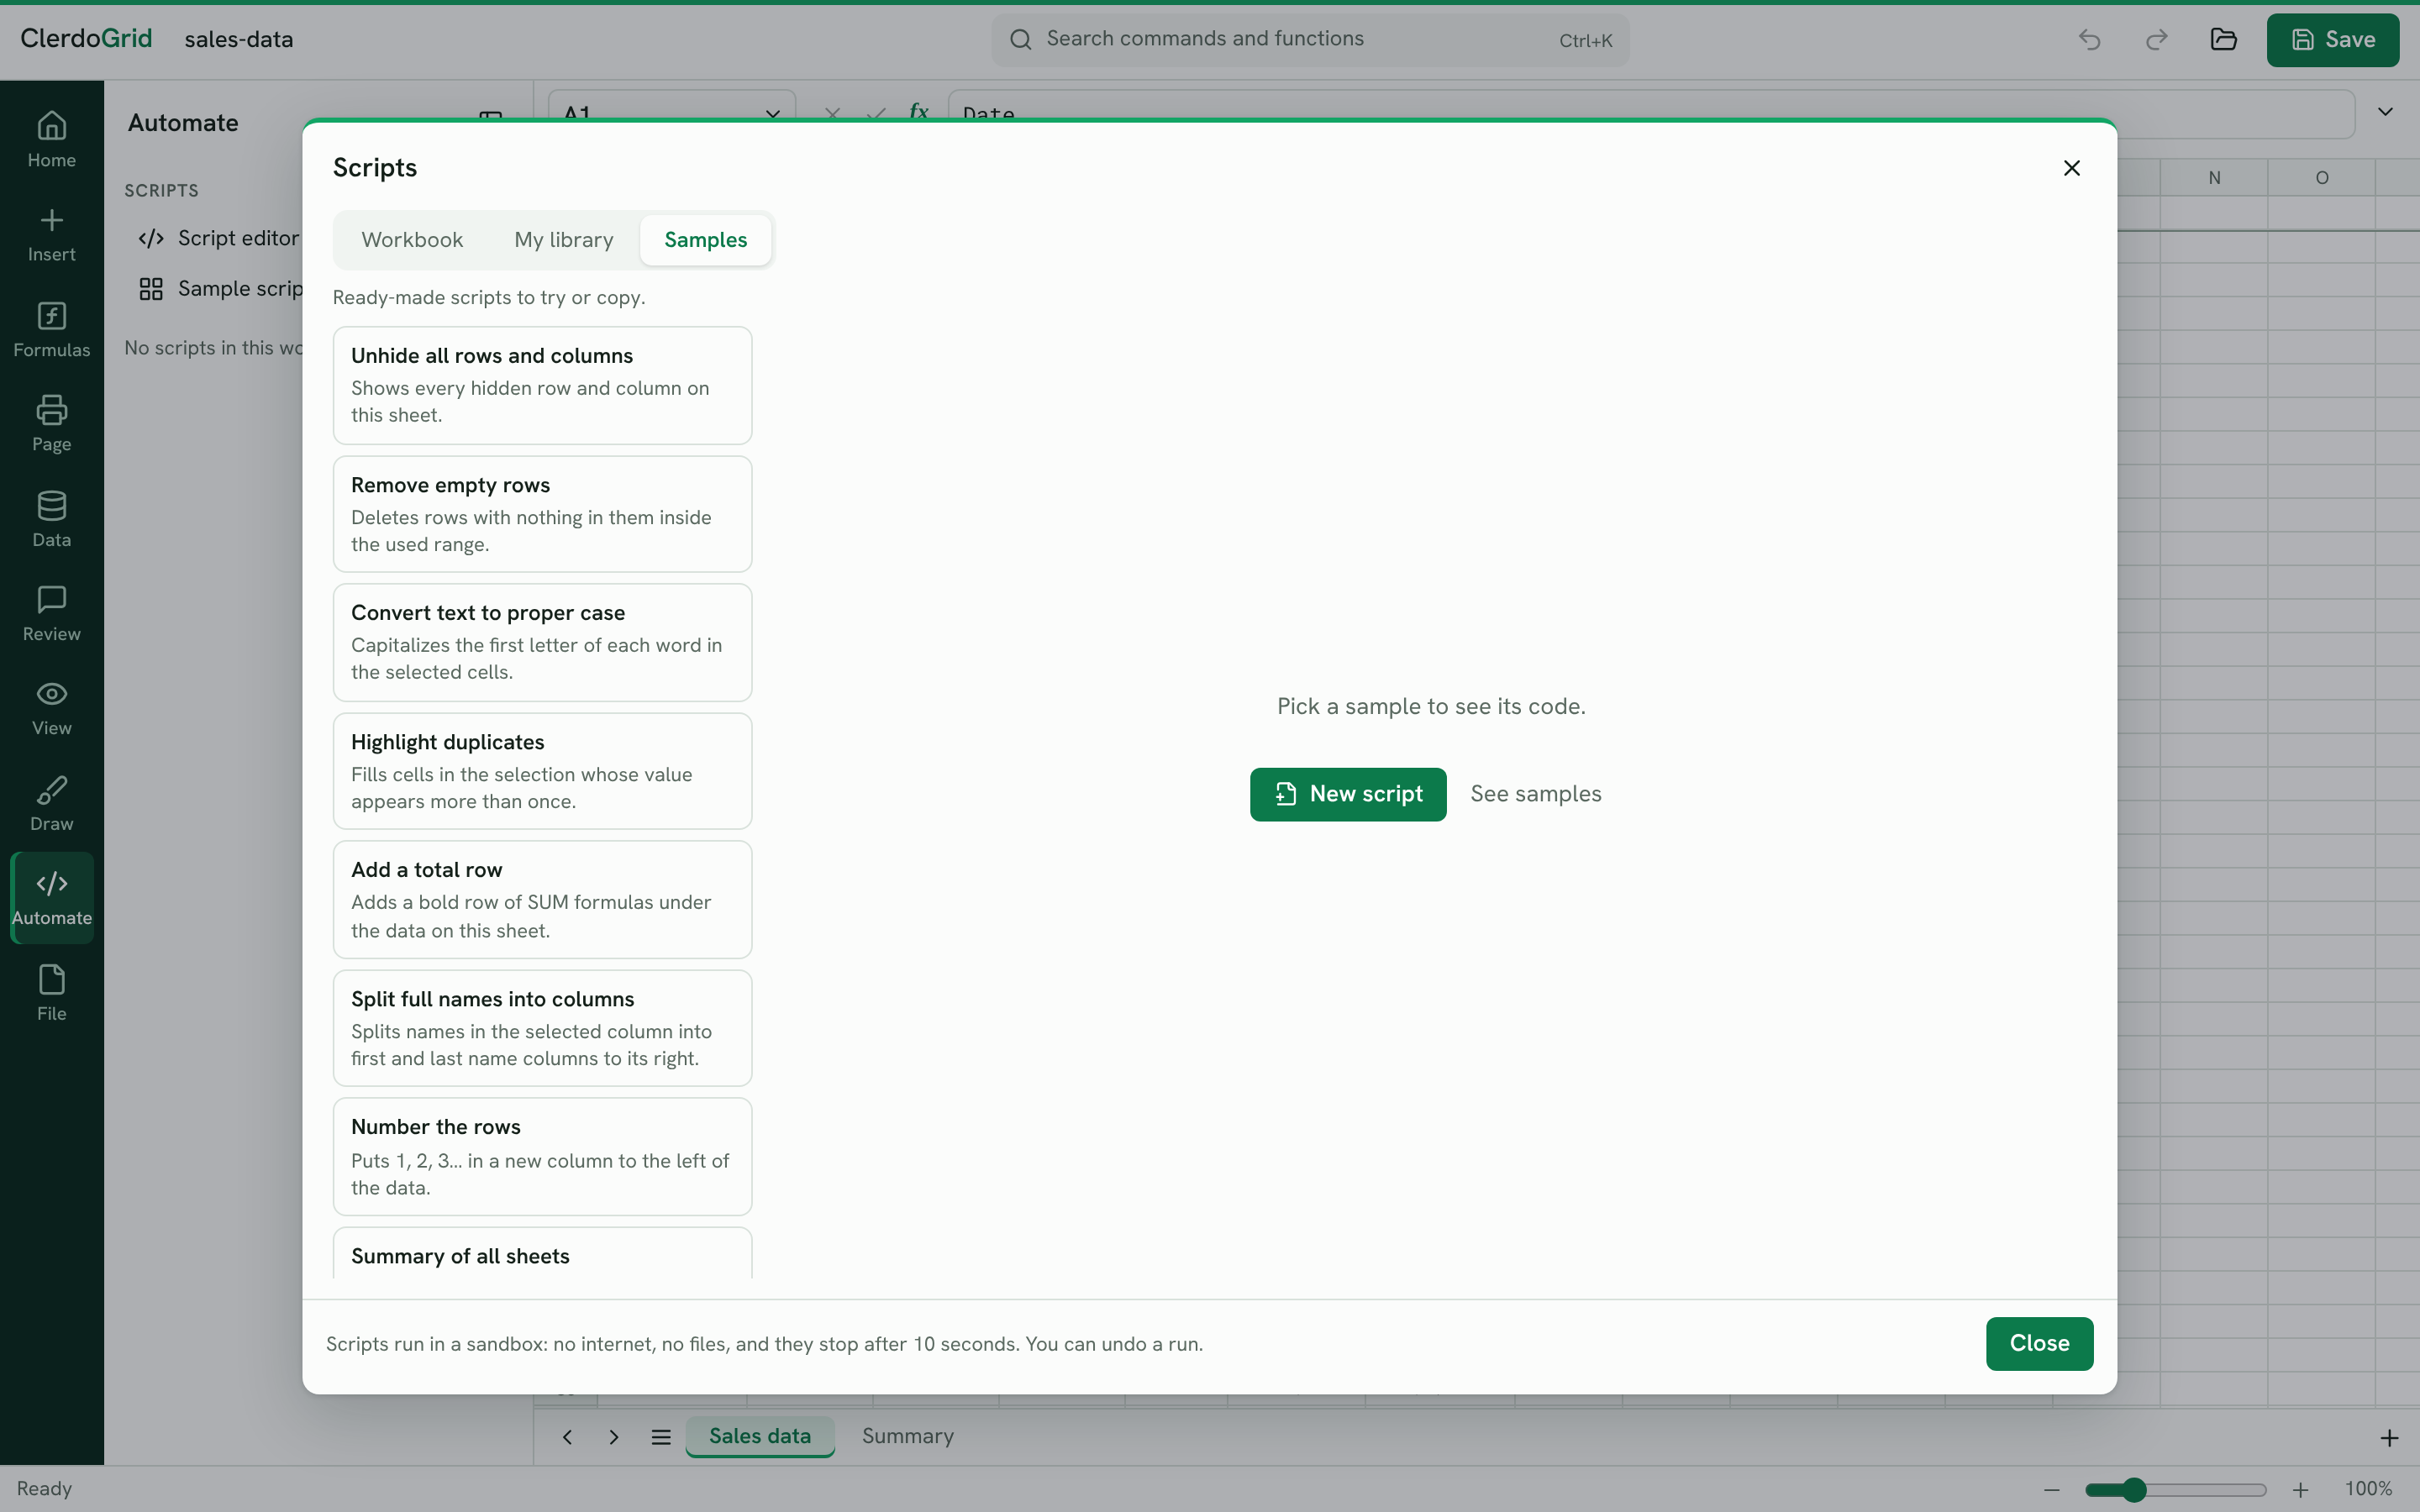 ClerdoGrid sales-data
Search commands and functions Ctrl+K
Save
Home
Insert
Formulas
Page
Data
Review
View
Draw
Automate
File
Automate
SCRIPTS
Script editor
Sample
No scripts in this
A1
fx
Date
N O
Scripts
Workbook My library Samples
Ready-made scripts to try or copy.
Unhide all rows and columns
Shows every hidden row and column on
this sheet.
Remove empty rows
Deletes rows with nothing in them inside
the used range.
Convert text to proper case
Capitalizes the first letter of each word in
the selected cells.
Highlight duplicates
Fills cells in the selection whose value
appears more than once.
Add a total row
Adds a bold row of SUM formulas under
the data on this sheet.
Split full names into columns
Splits names in the selected column into
first and last name columns to its right.
Number the rows
Puts 1, 2, 3... in a new column to the left of
the data.
Summary of all sheets
Pick a sample to see its code.
New script See samples
Scripts run in a sandbox: no internet, no files, and they stop after 10 seconds. You can undo a run.
Close
Sales data Summary
Ready
100%